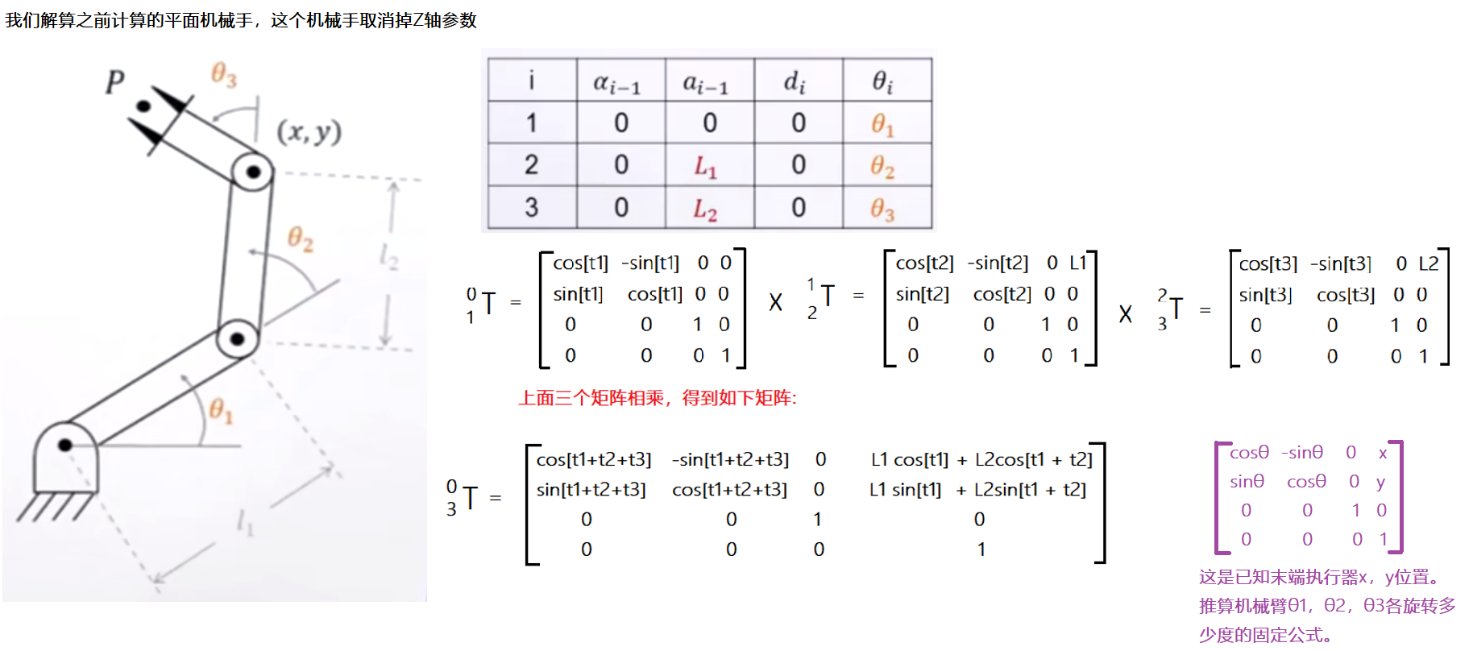 我们解算之前计算的平面机械手，这个机械手取消掉Z轴参数
P
θ3
(x, y)
θ2
l2
θ1
l1
i αi−1 ai−1 di θi
1 0 0 0 θ1
2 0 L1 0 θ2
3 0 L2 0 θ3
0
1 T =
cos[t1] -sin[t1] 0 0
sin[t1] cos[t1] 0 0
0 0 1 0
0 0 0 1
X
1
2 T =
cos[t2] -sin[t2] 0 L1
sin[t2] cos[t2] 0 0
0 0 1 0
0 0 0 1
X
2
3 T =
cos[t3] -sin[t3] 0 L2
sin[t3] cos[t3] 0 0
0 0 1 0
0 0 0 1
上面三个矩阵相乘，得到如下矩阵:
0
3 T =
cos[t1+t2+t3] -sin[t1+t2+t3] 0 L1 cos[t1] + L2cos[t1 + t2]
sin[t1+t2+t3] cos[t1+t2+t3] 0 L1 sin[t1] + L2sin[t1 + t2]
0 0 1 0
0 0 0 1
cosθ -sinθ 0 x
sinθ cosθ 0 y
0 0 1 0
0 0 0 1
这是已知末端执行器x，y位置。
推算机械臂θ1，θ2，θ3各旋转多
少度的固定公式。